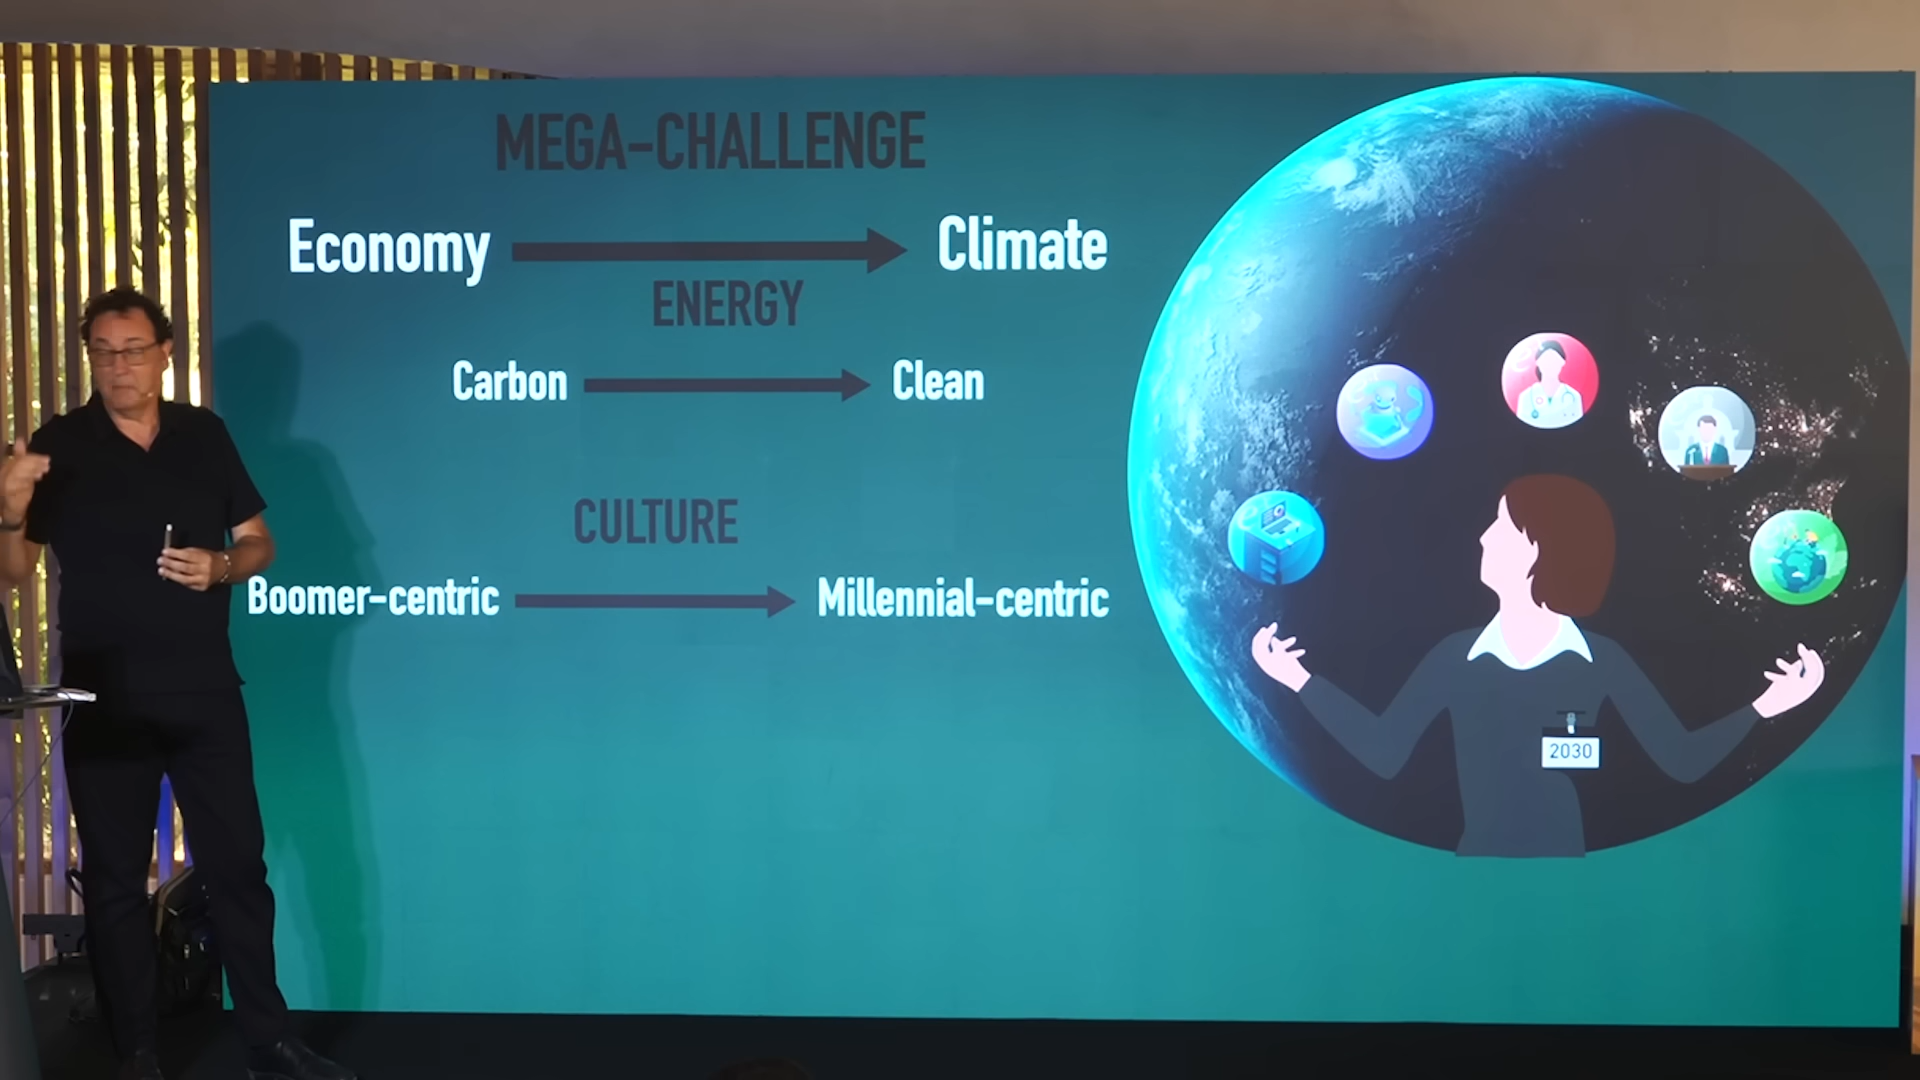 MEGA-CHALLENGE
Economy Climate
ENERGY
Carbon Clean
CULTURE
Boomer-centric Millennial-centric
2030